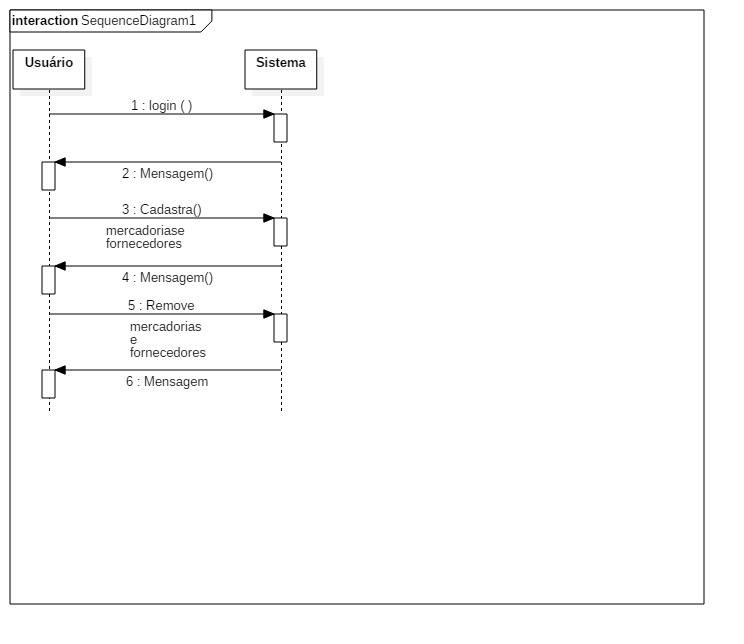 interaction SequenceDiagram1
Usuário
Sistema
1 : login ( )
2 : Mensagem()
3 : Cadastra()
mercadoriase
fornecedores
4 : Mensagem()
5 : Remove
mercadorias
e
fornecedores
6 : Mensagem